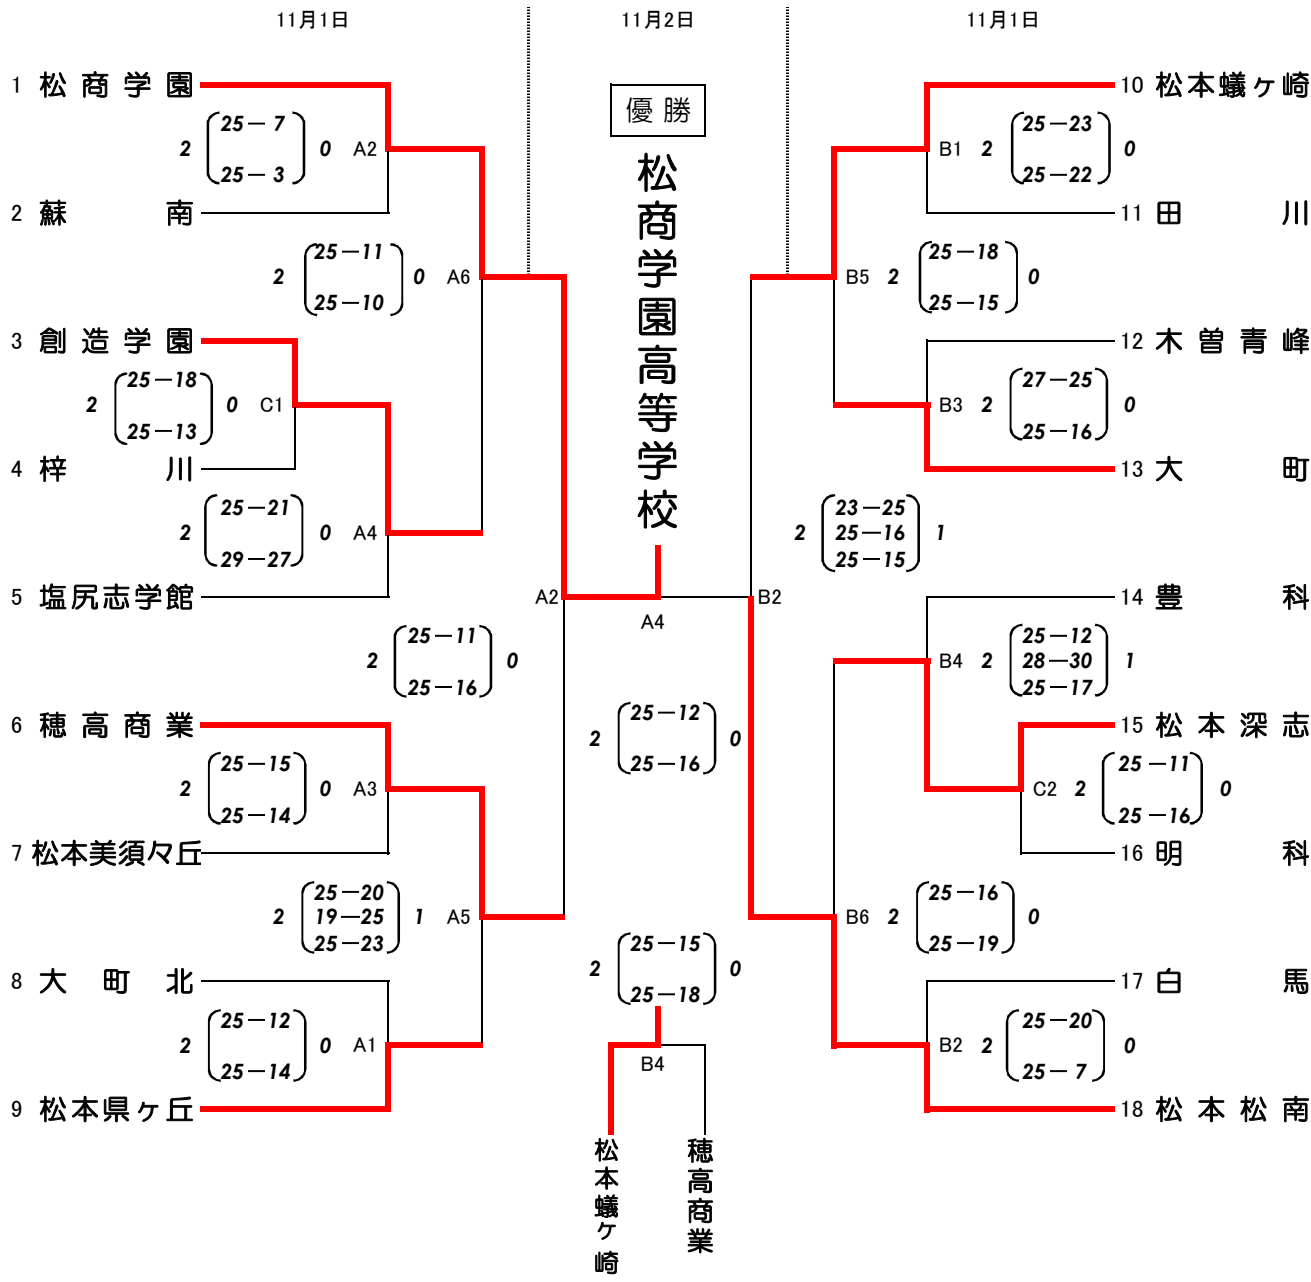 11月1日
11月2日
11月1日
優勝
松商学園高等学校
1 松商学園
2 (25－7 25－3) 0 A2
2 蘇南
2 (25－11 25－10) 0 A6
3 創造学園
2 (25－18 25－13) 0 C1
4 梓川
2 (25－21 29－27) 0 A4
5 塩尻志学館
A2
2 (25－11 25－16) 0
6 穂高商業
2 (25－15 25－14) 0 A3
7 松本美須々丘
2 (25－20 19－25 25－23) 1 A5
8 大町北
2 (25－12 25－14) 0 A1
9 松本県ヶ丘
A4
2 (25－12 25－16) 0
2 (25－15 25－18) 0
B4
松本蟻ヶ崎
穂高商業
10 松本蟻ヶ崎
B1 2 (25－23 25－22) 0
11 田川
B5 2 (25－18 25－15) 0
12 木曽青峰
B3 2 (27－25 25－16) 0
13 大町
2 (23－25 25－16 25－15) 1
B2
14 豊科
B4 2 (25－12 28－30 25－17) 1
15 松本深志
C2 2 (25－11 25－16) 0
16 明科
B6 2 (25－16 25－19) 0
17 白馬
B2 2 (25－20 25－7) 0
18 松本松南